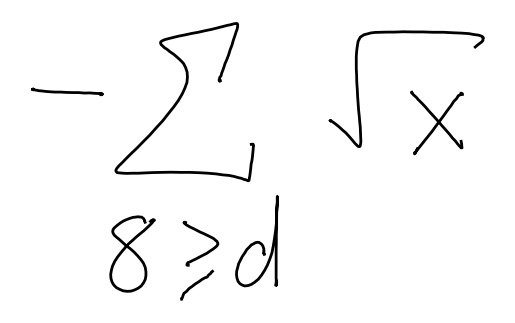 − ∑ √x
8 ≥ d